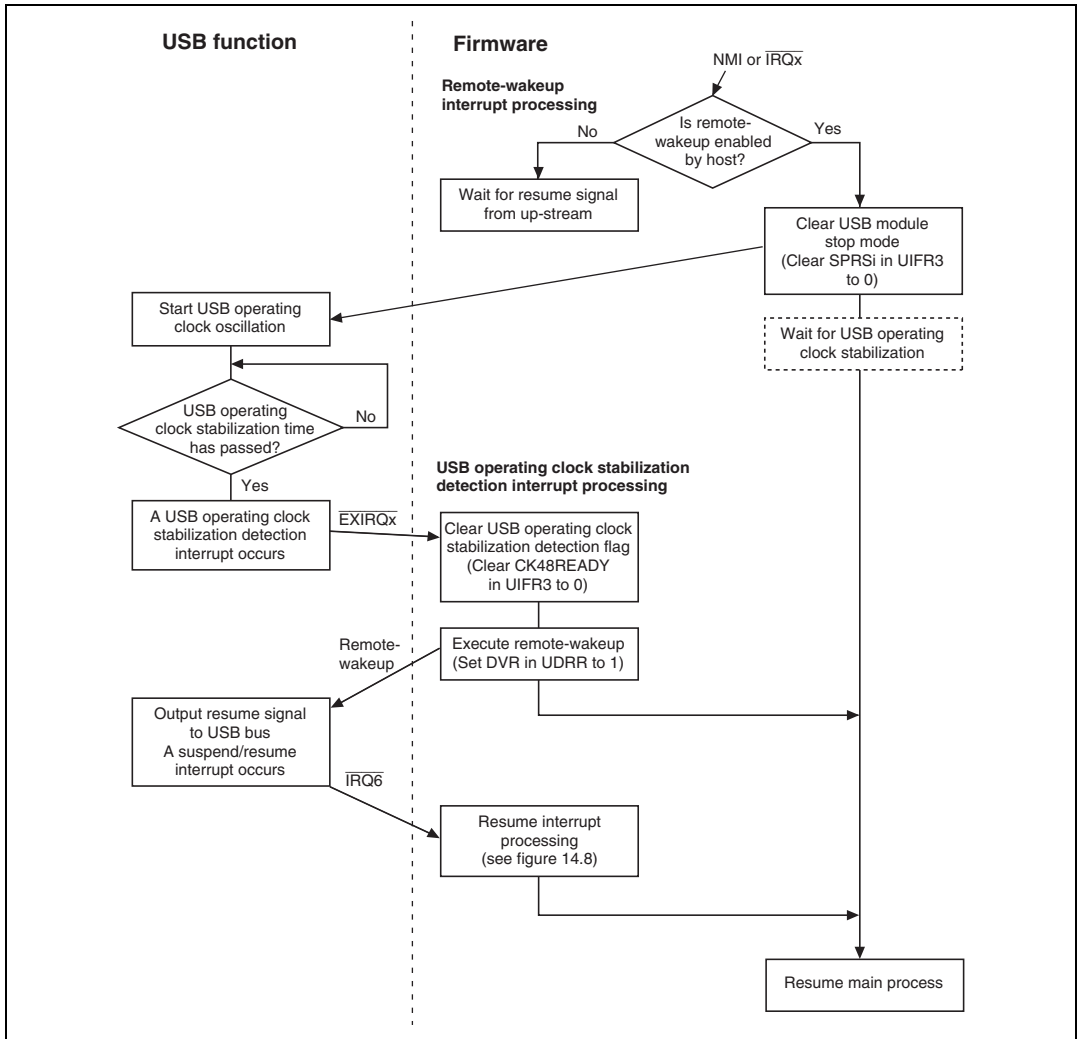 USB function
Firmware
NMI or IRQx
Remote-wakeup
interrupt processing
Is remote-
wakeup enabled
by host?
No
Yes
Wait for resume signal
from up-stream
Clear USB module
stop mode
(Clear SPRSi in UIFR3
to 0)
Start USB operating
clock oscillation
Wait for USB operating
clock stabilization
USB operating
clock stabilization time
has passed?
No
Yes
USB operating clock stabilization
detection interrupt processing
A USB operating clock
stabilization detection
interrupt occurs
EXIRQx
Clear USB operating clock
stabilization detection flag
(Clear CK48READY
in UIFR3 to 0)
Remote-
wakeup
Execute remote-wakeup
(Set DVR in UDRR to 1)
Output resume signal
to USB bus
A suspend/resume
interrupt occurs
IRQ6
Resume interrupt
processing
(see figure 14.8)
Resume main process